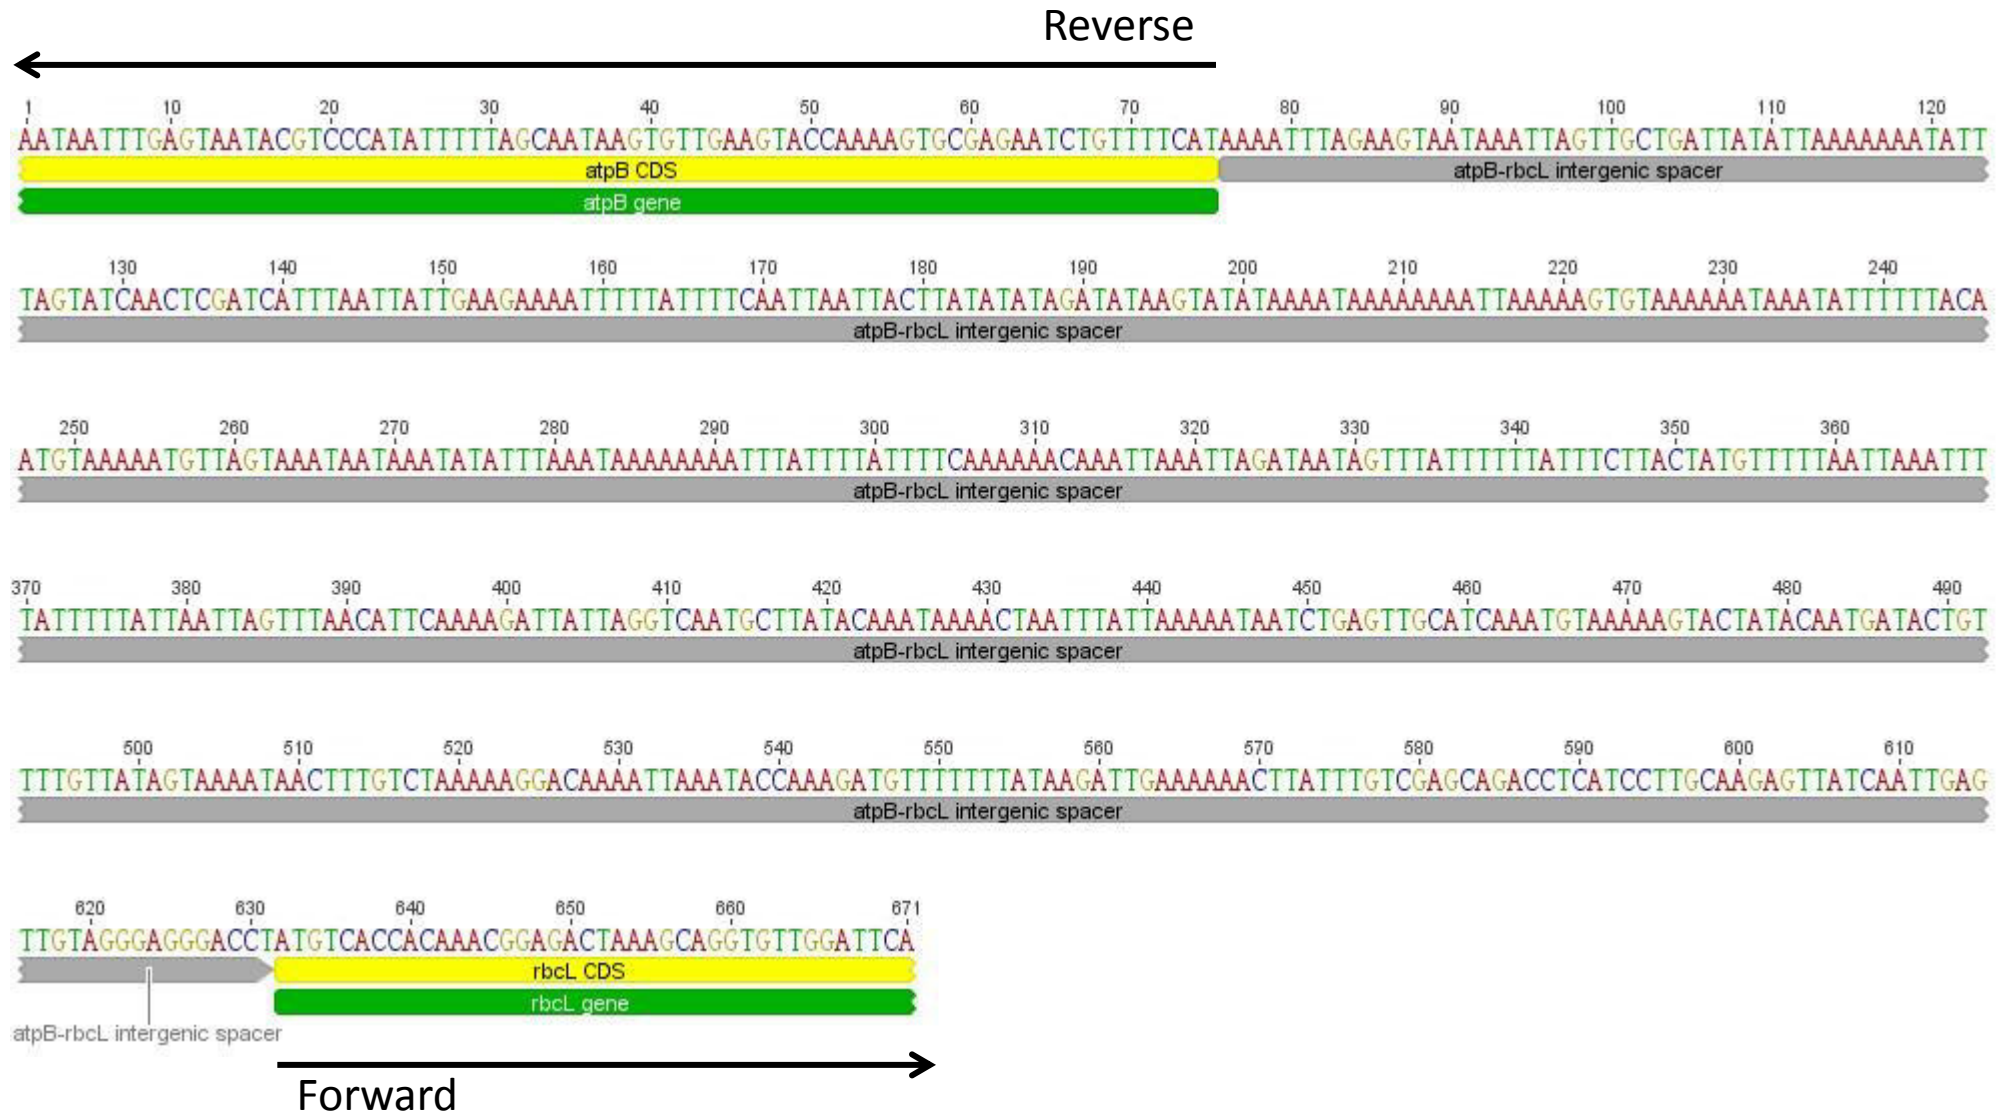 Reverse
1 10 20 30 40 50 60 70 80 90 100 110 120
AATAATTTGAGTAATACGTCCCATATTTTTAGCAATAAGTGTTGAAGTACCAAAAGTGCGAGAATCTGTTTTCATAAAATTTAGAAGTAATAAATTAGTTGCTGATTATATTAAAAAAATATT
atpB CDS atpB-rbcL intergenic spacer
atpB gene
130 140 150 160 170 180 190 200 210 220 230 240
TAGTATCAACTCGATCATTTAATTATTGAAGAAAATTTTTATTTTCAATTAATTACTTATATATAGATATAAGTATATAAAATAAAAAAAATTAAAAAGTGTAAAAAATAAATATTTTTTACA
atpB-rbcL intergenic spacer
250 260 270 280 290 300 310 320 330 340 350 360
ATGTAAAAATGTTAGTAAATAATAAATATATTTAAATAAAAAAAATTTATTTTATTTTCAAAAAACAAATTAAATTAGATAATAGTTTATTTTTTATTTCTTACTATGTTTTTAATTAAATTT
atpB-rbcL intergenic spacer
370 380 390 400 410 420 430 440 450 460 470 480 490
TATTTTTATTAATTAGTTTAACATTCAAAAGATTATTAGGTCAATGCTTATACAAATAAAACTAATTTATTAAAAATAATCTGAGTTGCATCAAATGTAAAAAGTACTATACAATGATACTGT
atpB-rbcL intergenic spacer
500 510 520 530 540 550 560 570 580 590 600 610
TTTGTTATAGTAAAATAACTTTGTCTAAAAAGGACAAAATTAAATACCAAAGATGTTTTTTTATAAGATTGAAAAAACTTATTTGTCGAGCAGACCTCATCCTTGCAAGAGTTATCAATTGAG
atpB-rbcL intergenic spacer
620 630 640 650 660 671
TTGTAGGGAGGGACCTATGTCACCACAAACGGAGACTAAAGCAGGTGTTGGATTCA
rbcL CDS
rbcL gene
atpB-rbcL intergenic spacer
Forward